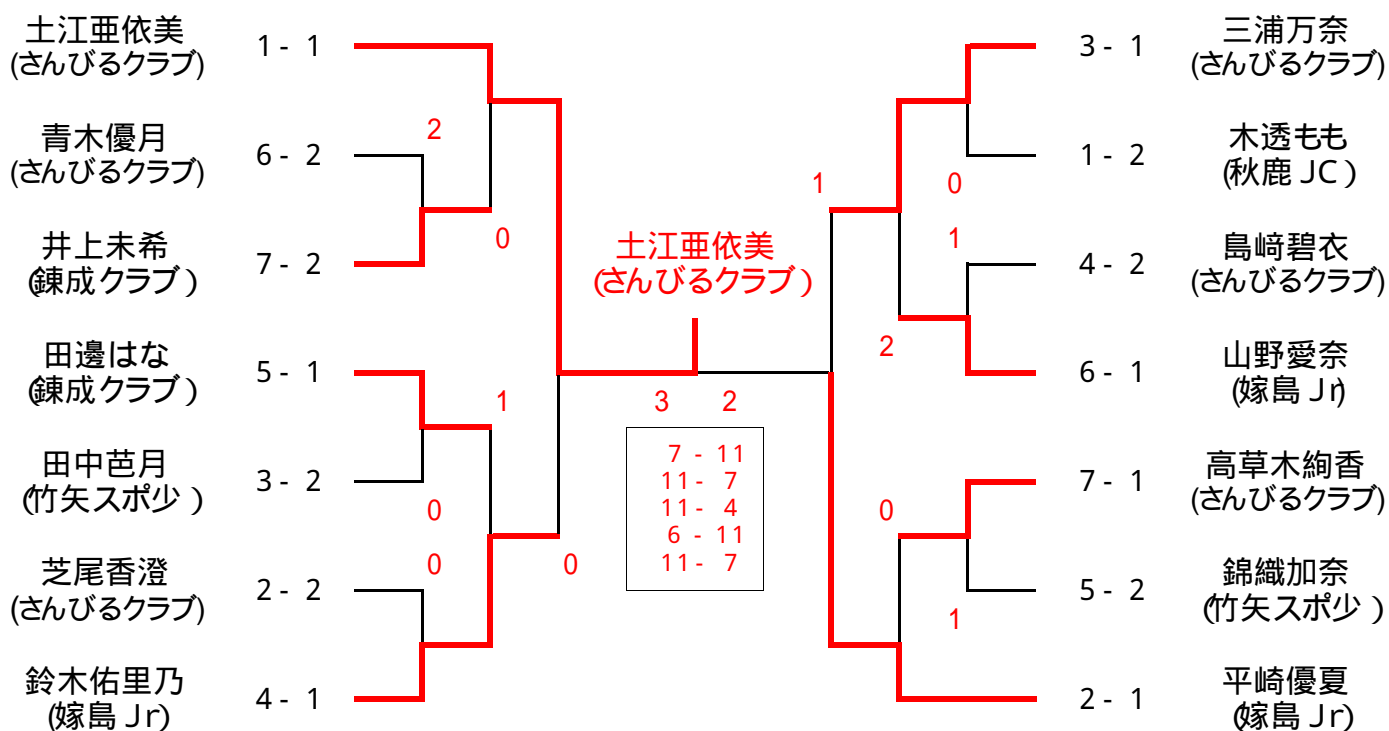 土江亜依美
(さんびるクラブ)
1 - 1
青木優月
(さんびるクラブ)
6 - 2
2
井上未希
(錬成クラブ)
7 - 2
0
田邊はな
(錬成クラブ)
5 - 1
1
田中芭月
(竹矢スポ少)
3 - 2
0
芝尾香澄
(さんびるクラブ)
2 - 2
0
0
鈴木佑里乃
(嫁島 Jr)
4 - 1
土江亜依美
(さんびるクラブ)
3 2
7 - 11
11 - 7
11 - 4
6 - 11
11 - 7
3 - 1
三浦万奈
(さんびるクラブ)
1 - 2
木透もも
(秋鹿 JC)
1
0
4 - 2
島﨑碧衣
(さんびるクラブ)
1
6 - 1
山野愛奈
(嫁島 Jr)
2
7 - 1
高草木絢香
(さんびるクラブ)
0
5 - 2
錦織加奈
(竹矢スポ少)
1
2 - 1
平崎優夏
(嫁島 Jr)